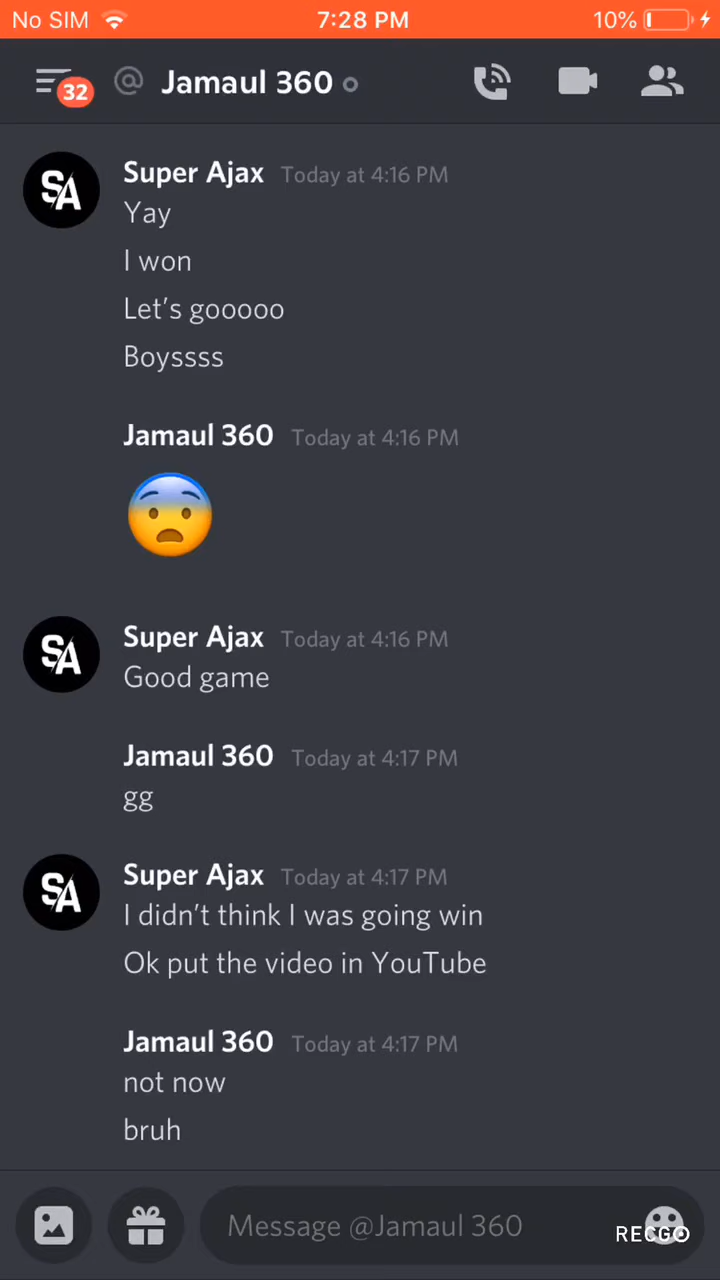 No SIM 7:28 PM 10%
32 @ Jamaul 360
SA Super Ajax Today at 4:16 PM
Yay
I won
Let’s gooooo
Boyssss
Jamaul 360 Today at 4:16 PM
SA Super Ajax Today at 4:16 PM
Good game
Jamaul 360 Today at 4:17 PM
gg
SA Super Ajax Today at 4:17 PM
I didn’t think I was going win
Ok put the video in YouTube
Jamaul 360 Today at 4:17 PM
not now
bruh
Message @Jamaul 360
RECGO